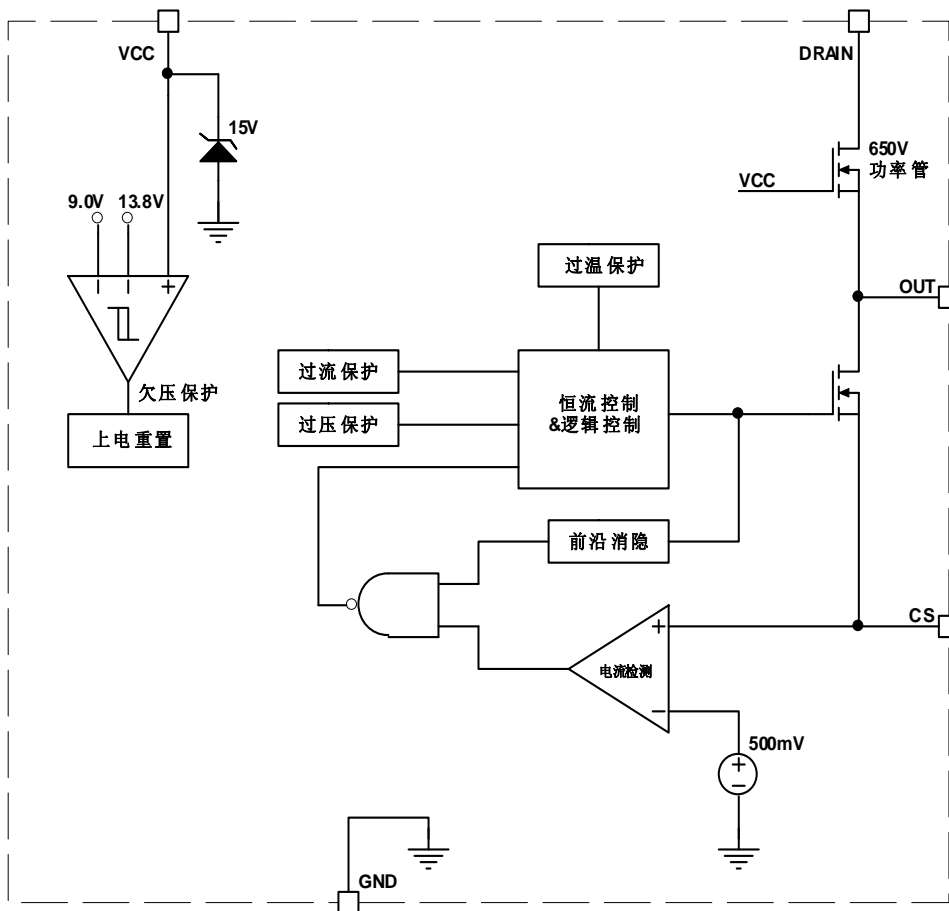 VCC
DRAIN
15V
650V
功率管
VCC
9.0V
13.8V
过温保护
OUT
过流保护
恒流控制
&逻辑控制
过压保护
欠压保护
上电重置
前沿消隐
CS
电流检测
500mV
GND